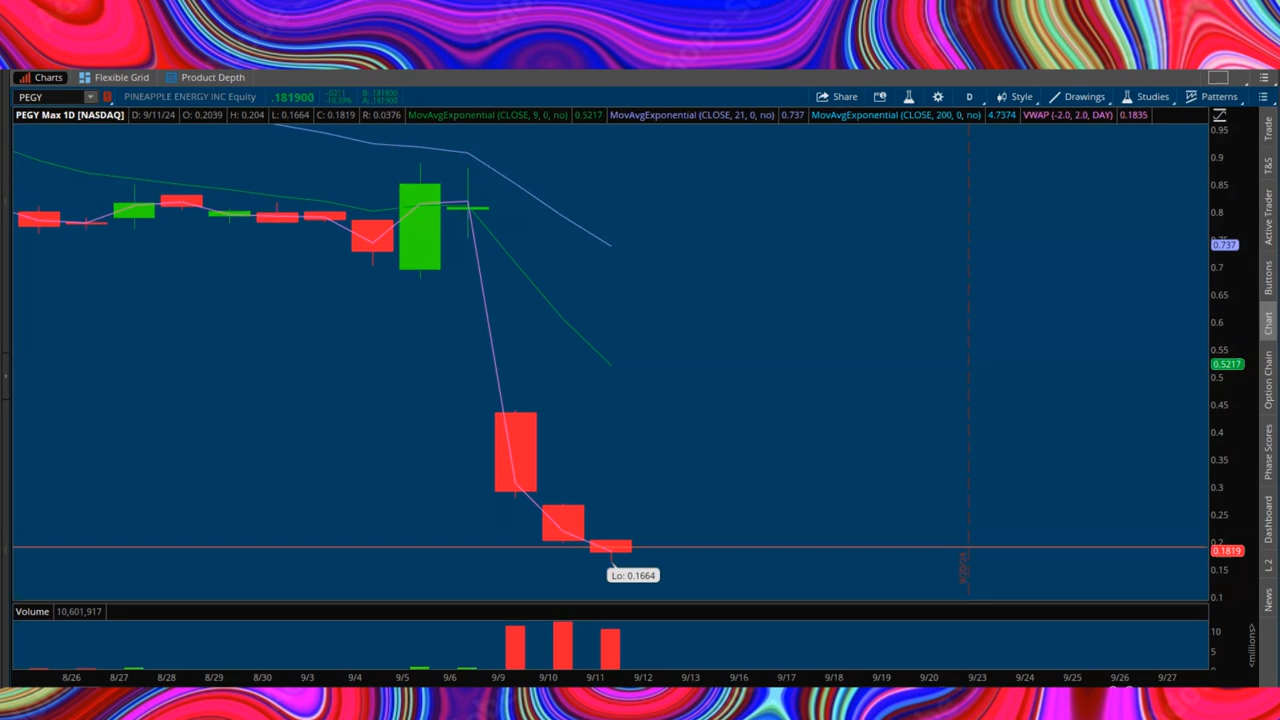 Charts Flexible Grid Product Depth
PEGY PINEAPPLE ENERGY INC Equity .181900 -.0211 -10.39% B: .181800 A: .181900 Share D Style Drawings Studies Patterns
PEGY Max 1D [NASDAQ] D: 9/11/24 O: 0.2039 H: 0.204 L: 0.1664 C: 0.1819 R: 0.0376 MovAvgExponential (CLOSE, 9, 0, no) 0.5217 MovAvgExponential (CLOSE, 21, 0, no) 0.737 MovAvgExponential (CLOSE, 200, 0, no) 4.7374 VWAP (-2.0, 2.0, DAY) 0.1835
0.95
0.9
0.85
0.8
0.737
0.7
0.65
0.6
0.55
0.5217
0.5
0.45
0.4
0.35
0.3
0.25
0.2
0.1819
0.15
0.1
Lo: 0.1664
Volume 10,601,917
10
5
<millions>
8/26 8/27 8/28 8/29 8/30 9/3 9/4 9/5 9/6 9/9 9/10 9/11 9/12 9/13 9/16 9/17 9/18 9/19 9/20 9/23 9/24 9/25 9/26 9/27
Trade
T&S
Active Trader
Buttons
Chart
Option Chain
Phase Scores
Dashboard
L 2
News